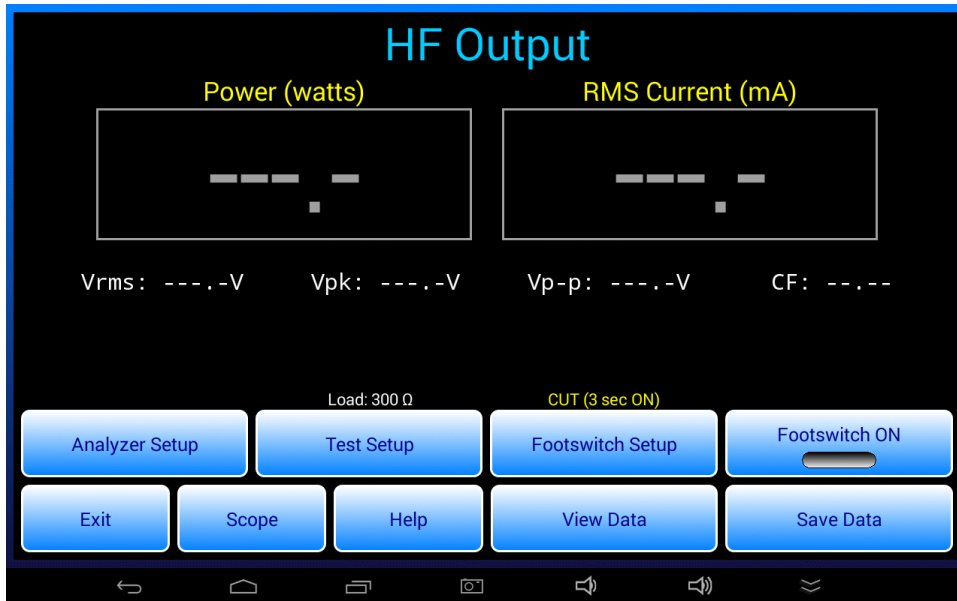 HF Output
Power (watts) RMS Current (mA)
---.- ---.-
Vrms: ---.-V Vpk: ---.-V Vp-p: ---.-V CF: --.--
Load: 300 Ω CUT (3 sec ON)
Analyzer Setup Test Setup Footswitch Setup Footswitch ON
Exit Scope Help View Data Save Data